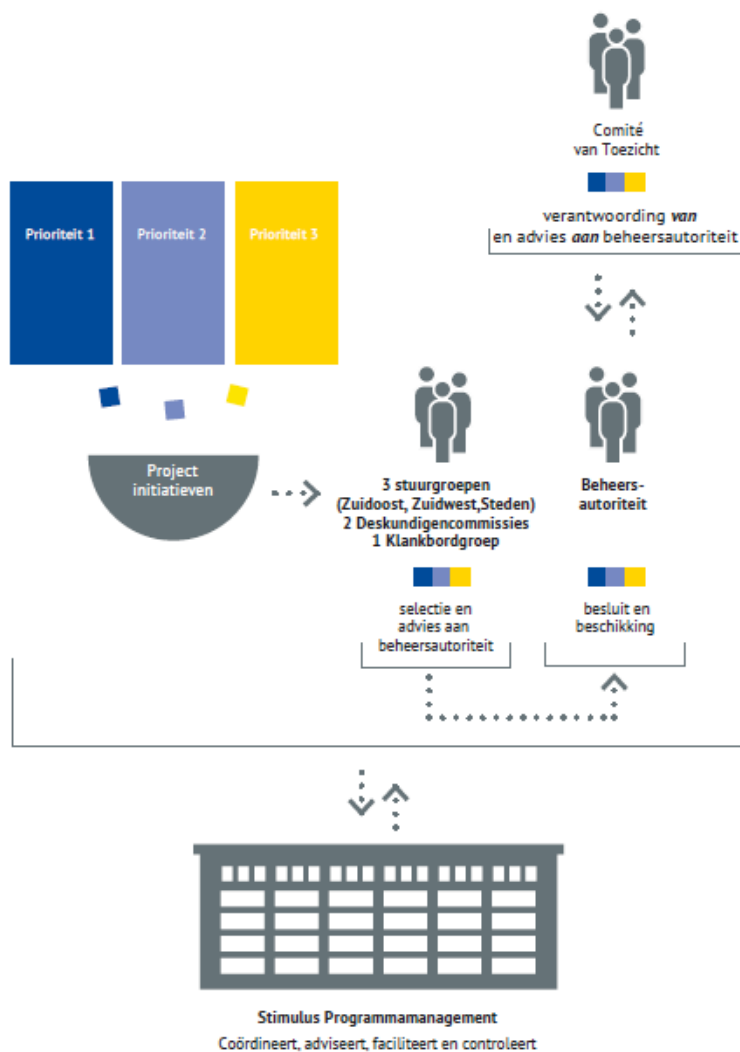 Comité
van Toezicht
verantwoording van
en advies aan beheersautoriteit
Prioriteit 1
Prioriteit 2
Prioriteit 3
Project
initiatieven
3 stuurgroepen
(Zuidoost, Zuidwest,Steden)
2 Deskundigencommissies
1 Klankbordgroep
selectie en
advies aan
beheersautoriteit
Beheers-
autoriteit
besluit en
beschikking
Stimulus Programmamanagement
Coördineert, adviseert, faciliteert en controleert